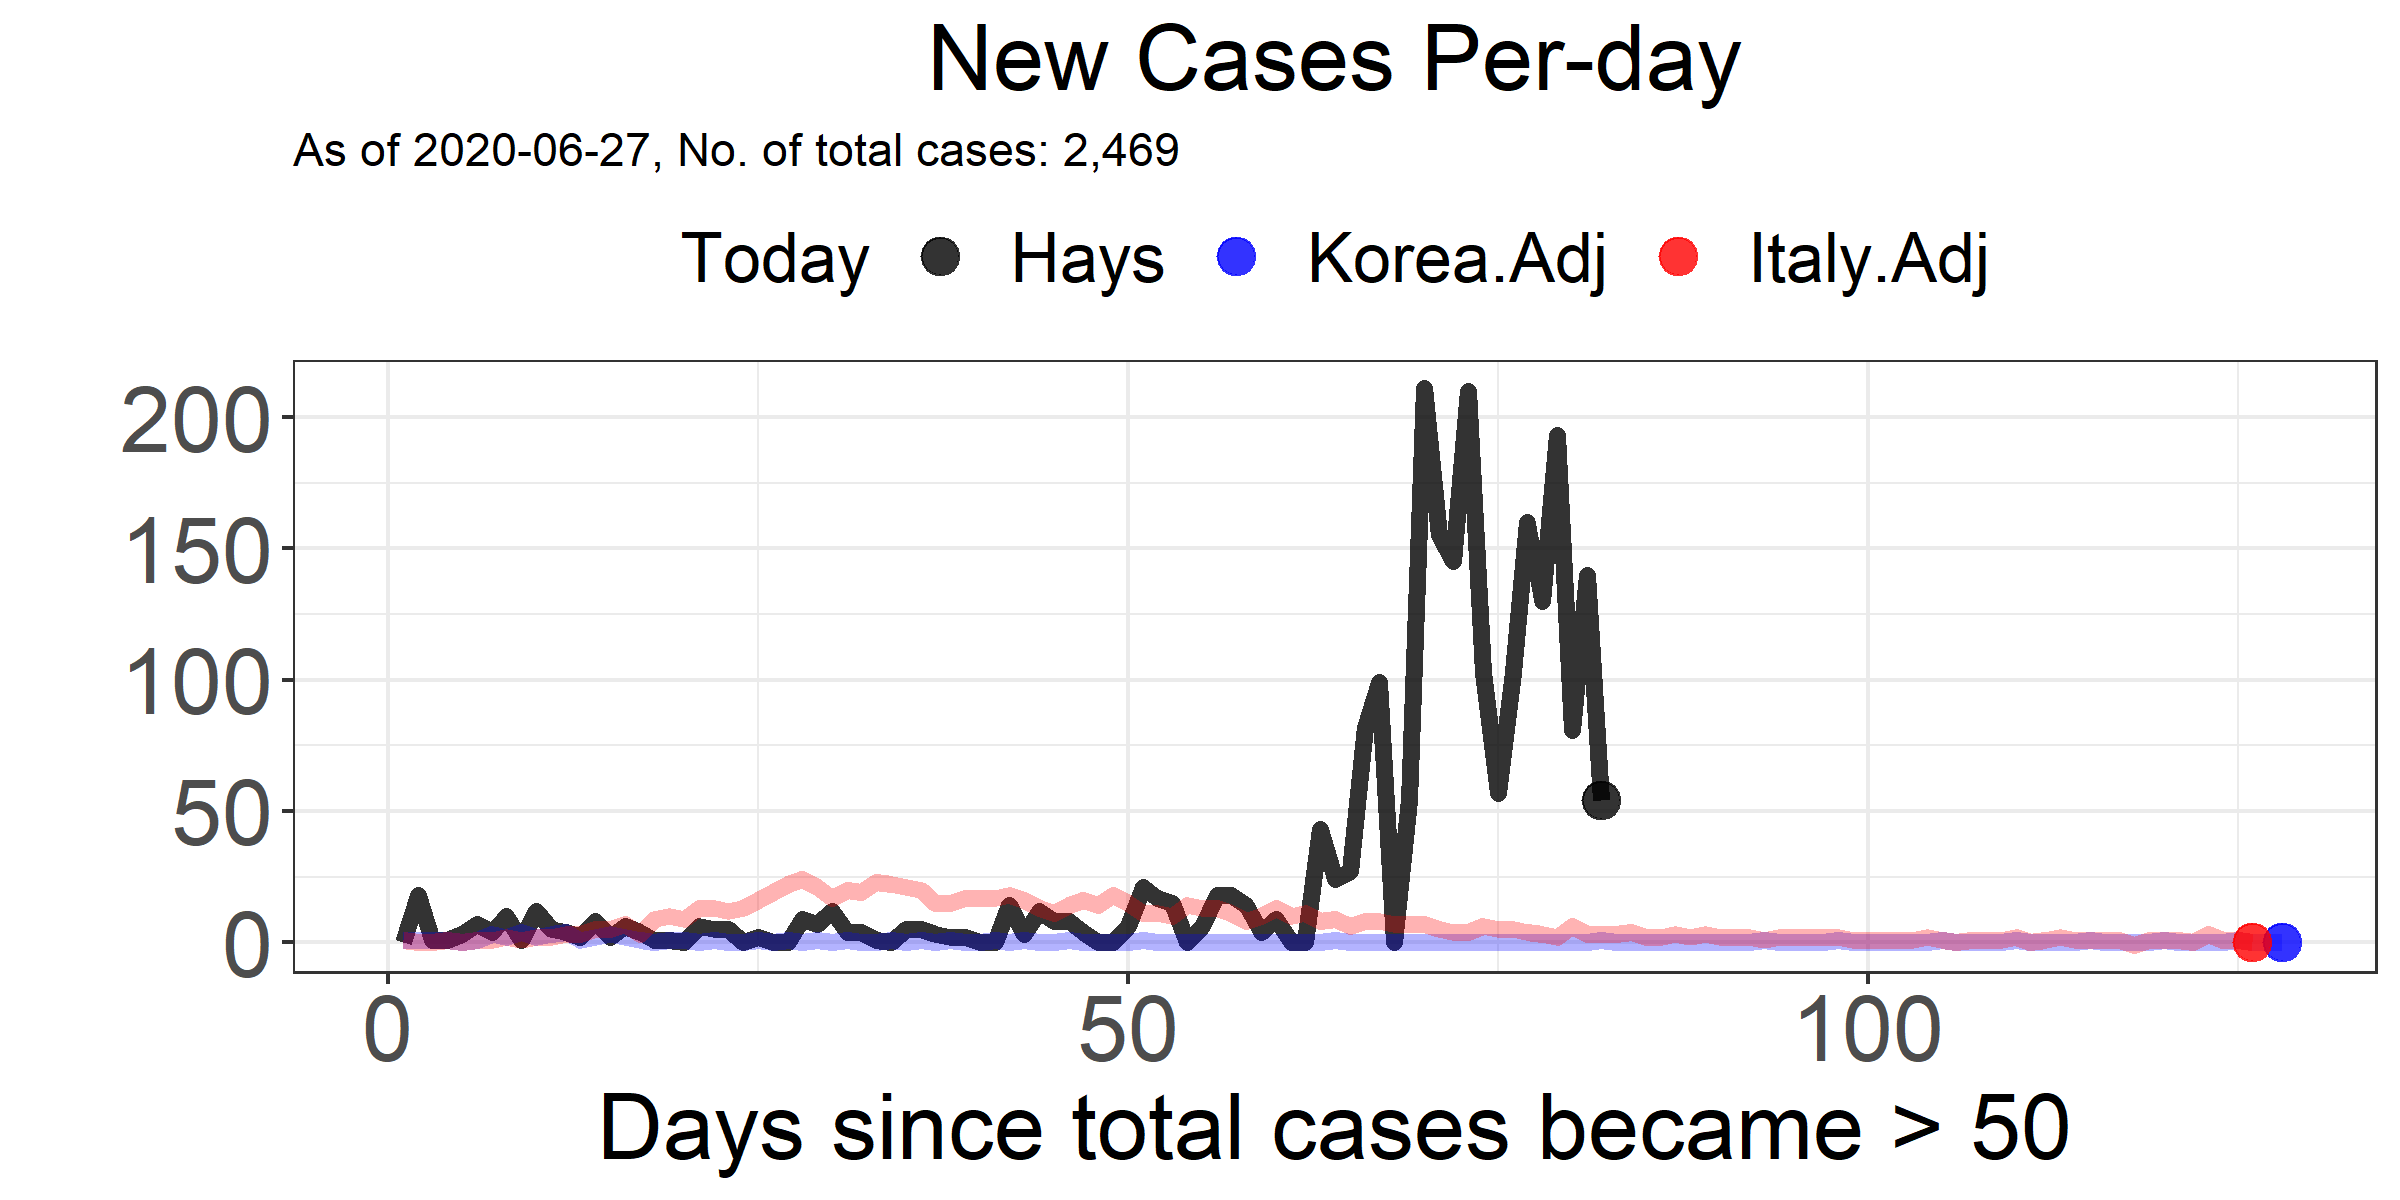 New Cases Per-day
As of 2020-06-27, No. of total cases: 2,469
Today Hays Korea.Adj Italy.Adj
200
150
100
50
0
0 50 100
Days since total cases became > 50